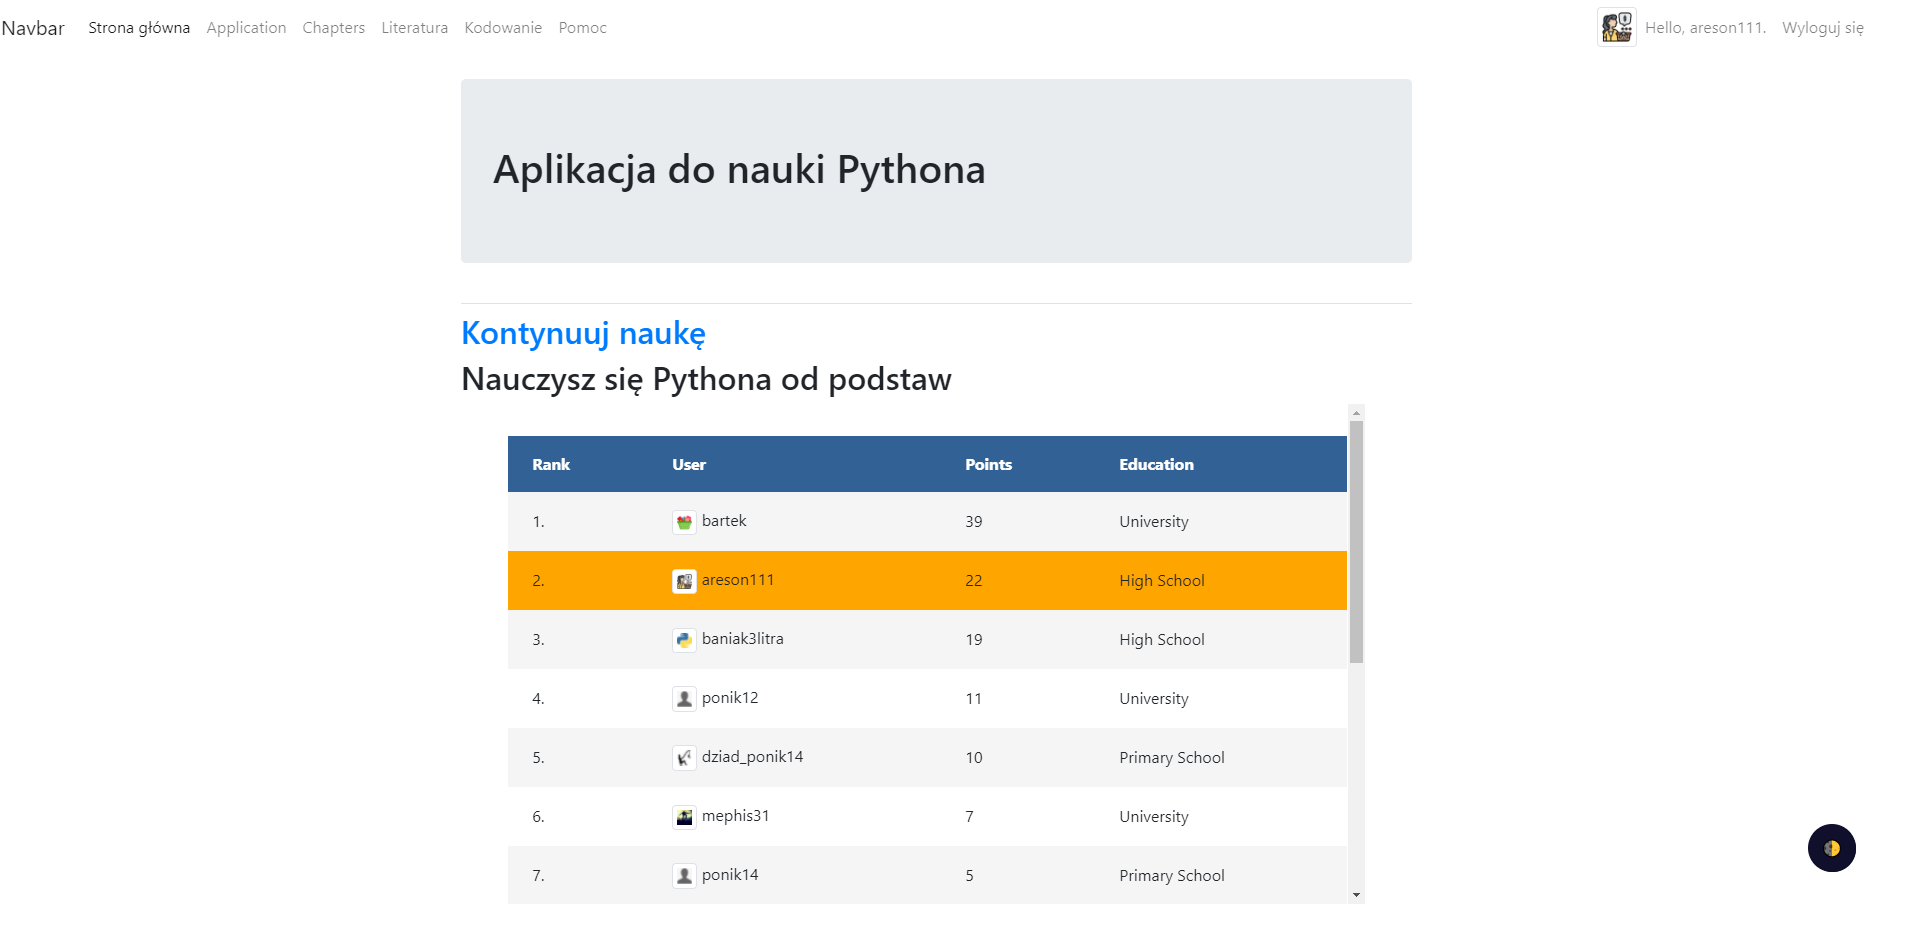 Navbar Strona główna Application Chapters Literatura Kodowanie Pomoc Hello, areson111. Wyloguj się
Aplikacja do nauki Pythona
Kontynuuj naukę
Nauczysz się Pythona od podstaw
Rank User Points Education
1. bartek 39 University
2. areson111 22 High School
3. baniak3litra 19 High School
4. ponik12 11 University
5. dziad_ponik14 10 Primary School
6. mephis31 7 University
7. ponik14 5 Primary School